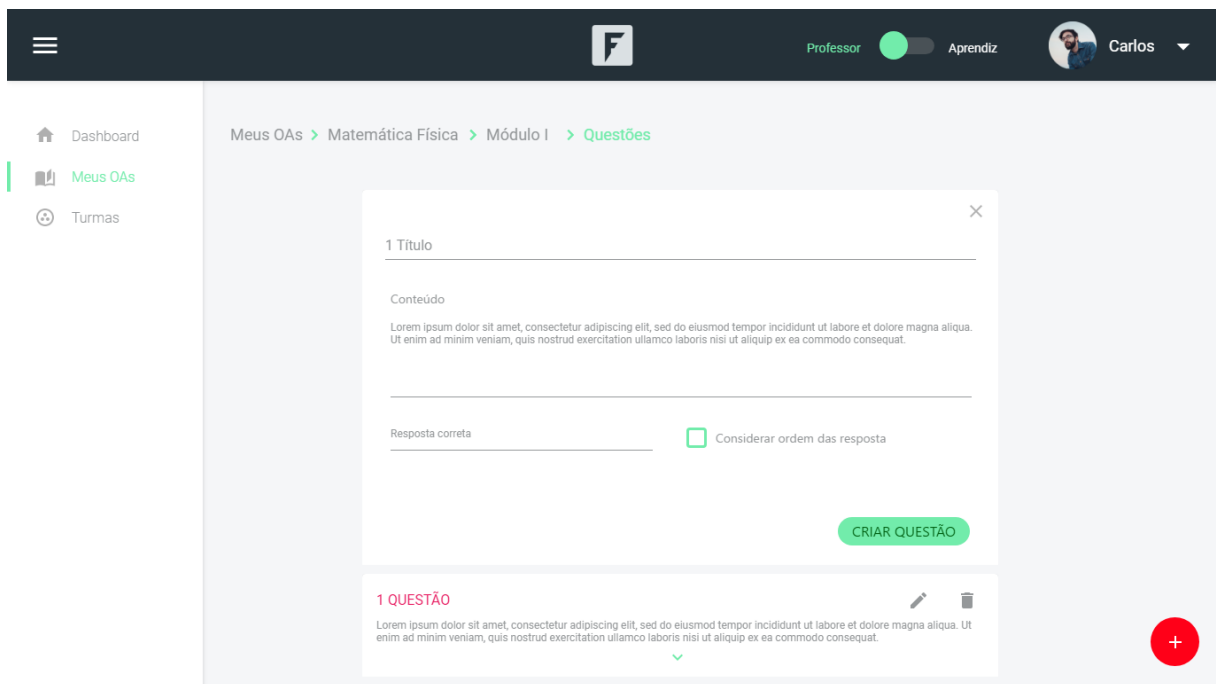 F
Professor Aprendiz Carlos
Dashboard
Meus OAs
Turmas
Meus OAs > Matemática Física > Módulo I > Questões
1 Título
Conteúdo
Lorem ipsum dolor sit amet, consectetur adipiscing elit, sed do eiusmod tempor incididunt ut labore et dolore magna aliqua.
Ut enim ad minim veniam, quis nostrud exercitation ullamco laboris nisi ut aliquip ex ea commodo consequat.
Resposta correta
Considerar ordem das resposta
CRIAR QUESTÃO
1 QUESTÃO
Lorem ipsum dolor sit amet, consectetur adipiscing elit, sed do eiusmod tempor incididunt ut labore et dolore magna aliqua. Ut
enim ad minim veniam, quis nostrud exercitation ullamco laboris nisi ut aliquip ex ea commodo consequat.
+